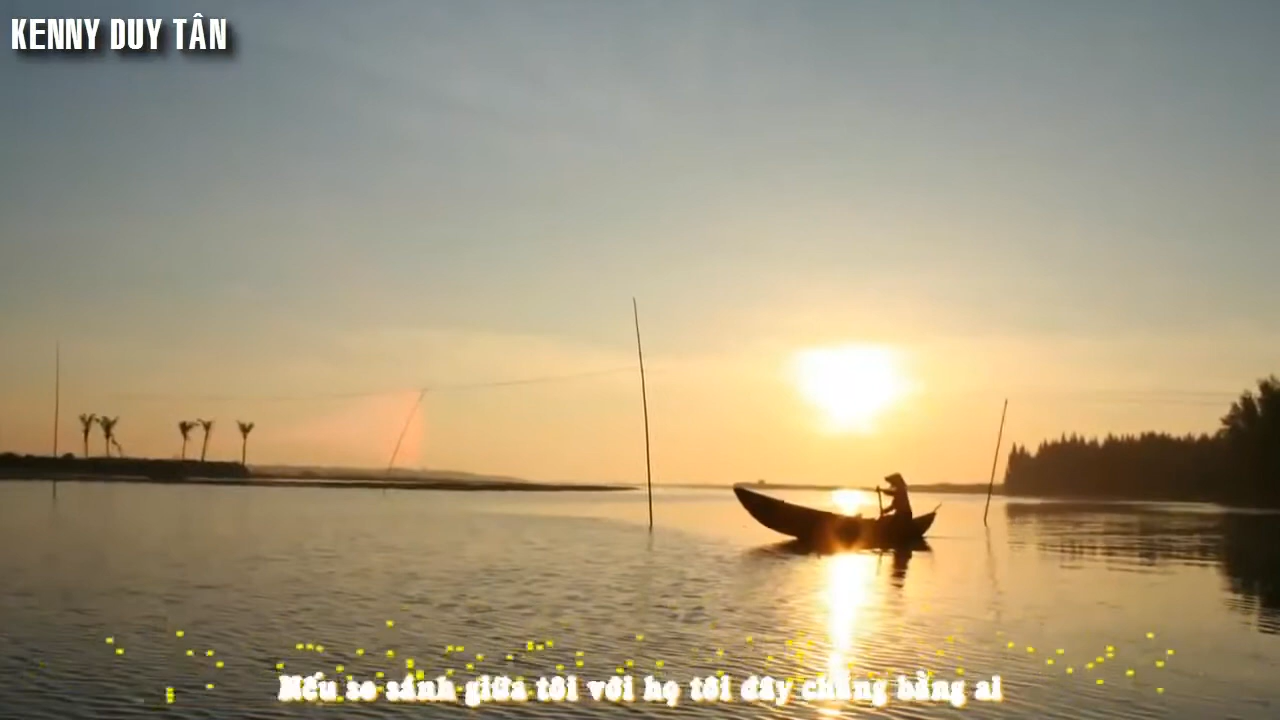 KENNY DUY TÂN
Nếu so sánh giữa tôi với họ tôi đây chẳng bằng ai